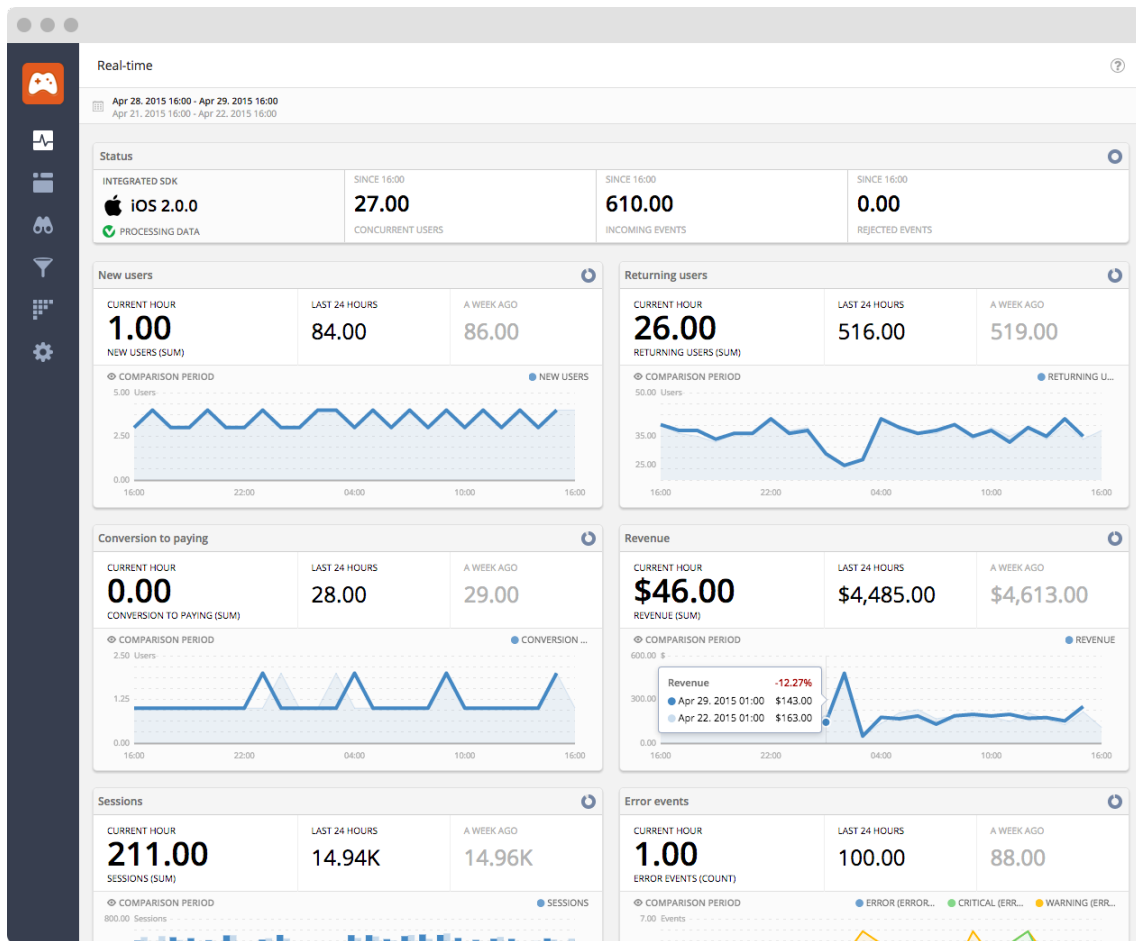 Real-time
?
Apr 28. 2015 16:00 - Apr 29. 2015 16:00
Apr 21. 2015 16:00 - Apr 22. 2015 16:00
Status
INTEGRATED SDK
iOS 2.0.0
PROCESSING DATA
SINCE 16:00
27.00
CONCURRENT USERS
SINCE 16:00
610.00
INCOMING EVENTS
SINCE 16:00
0.00
REJECTED EVENTS
New users
CURRENT HOUR
1.00
NEW USERS (SUM)
LAST 24 HOURS
84.00
A WEEK AGO
86.00
COMPARISON PERIOD
NEW USERS
5.00 Users
2.50
0.00
16:00 22:00 04:00 10:00 16:00
Returning users
CURRENT HOUR
26.00
RETURNING USERS (SUM)
LAST 24 HOURS
516.00
A WEEK AGO
519.00
COMPARISON PERIOD
RETURNING U...
50.00 Users
35.00
25.00
16:00 22:00 04:00 10:00 16:00
Conversion to paying
CURRENT HOUR
0.00
CONVERSION TO PAYING (SUM)
LAST 24 HOURS
28.00
A WEEK AGO
29.00
COMPARISON PERIOD
CONVERSION ...
2.50 Users
1.25
0.00
16:00 22:00 04:00 10:00 16:00
Revenue
CURRENT HOUR
$46.00
REVENUE (SUM)
LAST 24 HOURS
$4,485.00
A WEEK AGO
$4,613.00
COMPARISON PERIOD
REVENUE
600.00 $
300.00
0.00
Revenue -12.27%
Apr 29. 2015 01:00 $143.00
Apr 22. 2015 01:00 $163.00
16:00 22:00 04:00 10:00 16:00
Sessions
CURRENT HOUR
211.00
SESSIONS (SUM)
LAST 24 HOURS
14.94K
A WEEK AGO
14.96K
COMPARISON PERIOD
SESSIONS
800.00 Sessions
Error events
CURRENT HOUR
1.00
ERROR EVENTS (COUNT)
LAST 24 HOURS
100.00
A WEEK AGO
88.00
COMPARISON PERIOD
ERROR (ERROR... CRITICAL (ERR... WARNING (ERR...
7.00 Events